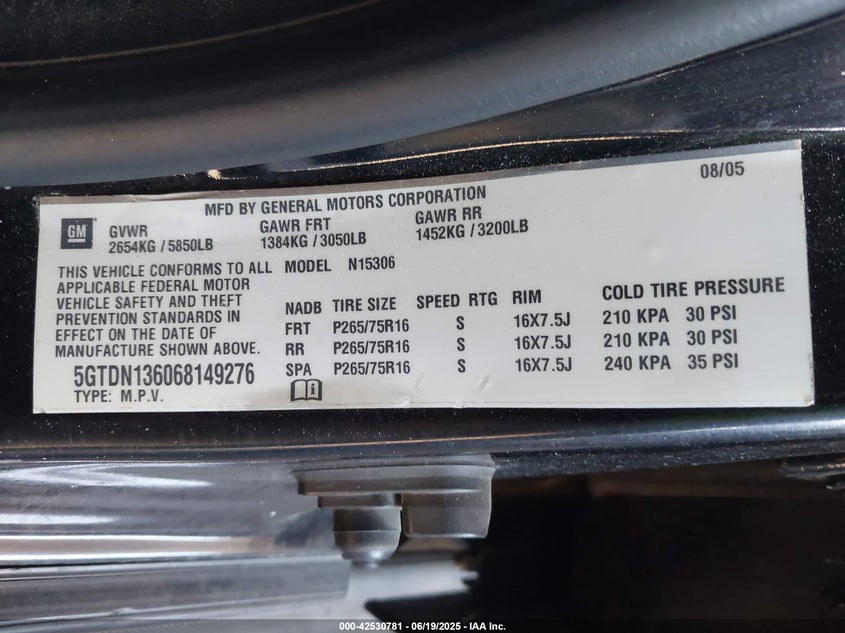 MFD BY GENERAL MOTORS CORPORATION 08/05
GM GVWR GAWR FRT GAWR RR
2654KG / 5850LB 1384KG / 3050LB 1452KG / 3200LB
THIS VEHICLE CONFORMS TO ALL MODEL N15306
APPLICABLE FEDERAL MOTOR
VEHICLE SAFETY AND THEFT
PREVENTION STANDARDS IN
EFFECT ON THE DATE OF
MANUFACTURE SHOWN ABOVE.
5GTDN136068149276
TYPE: M.P.V.
NADB TIRE SIZE SPEED RTG RIM COLD TIRE PRESSURE
FRT P265/75R16 S 16X7.5J 210 KPA 30 PSI
RR P265/75R16 S 16X7.5J 210 KPA 30 PSI
SPA P265/75R16 S 16X7.5J 240 KPA 35 PSI
000-42530781 - 06/19/2025 - IAA Inc.